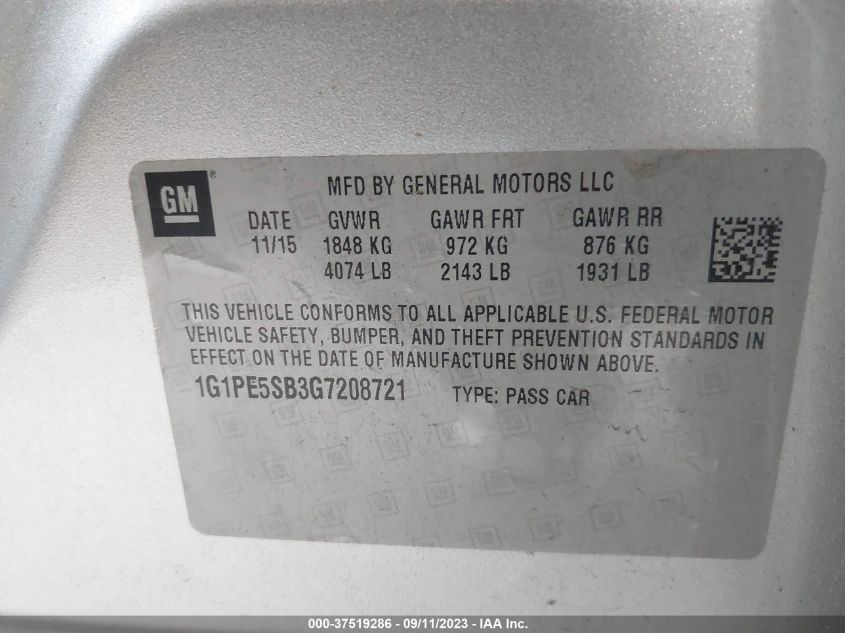 GM®
MFD BY GENERAL MOTORS LLC
DATE GVWR GAWR FRT GAWR RR
11/15 1848 KG 972 KG 876 KG
4074 LB 2143 LB 1931 LB
THIS VEHICLE CONFORMS TO ALL APPLICABLE U.S. FEDERAL MOTOR
VEHICLE SAFETY, BUMPER, AND THEFT PREVENTION STANDARDS IN
EFFECT ON THE DATE OF MANUFACTURE SHOWN ABOVE.
1G1PE5SB3G7208721 TYPE: PASS CAR
000-37519286 - 09/11/2023 - IAA Inc.